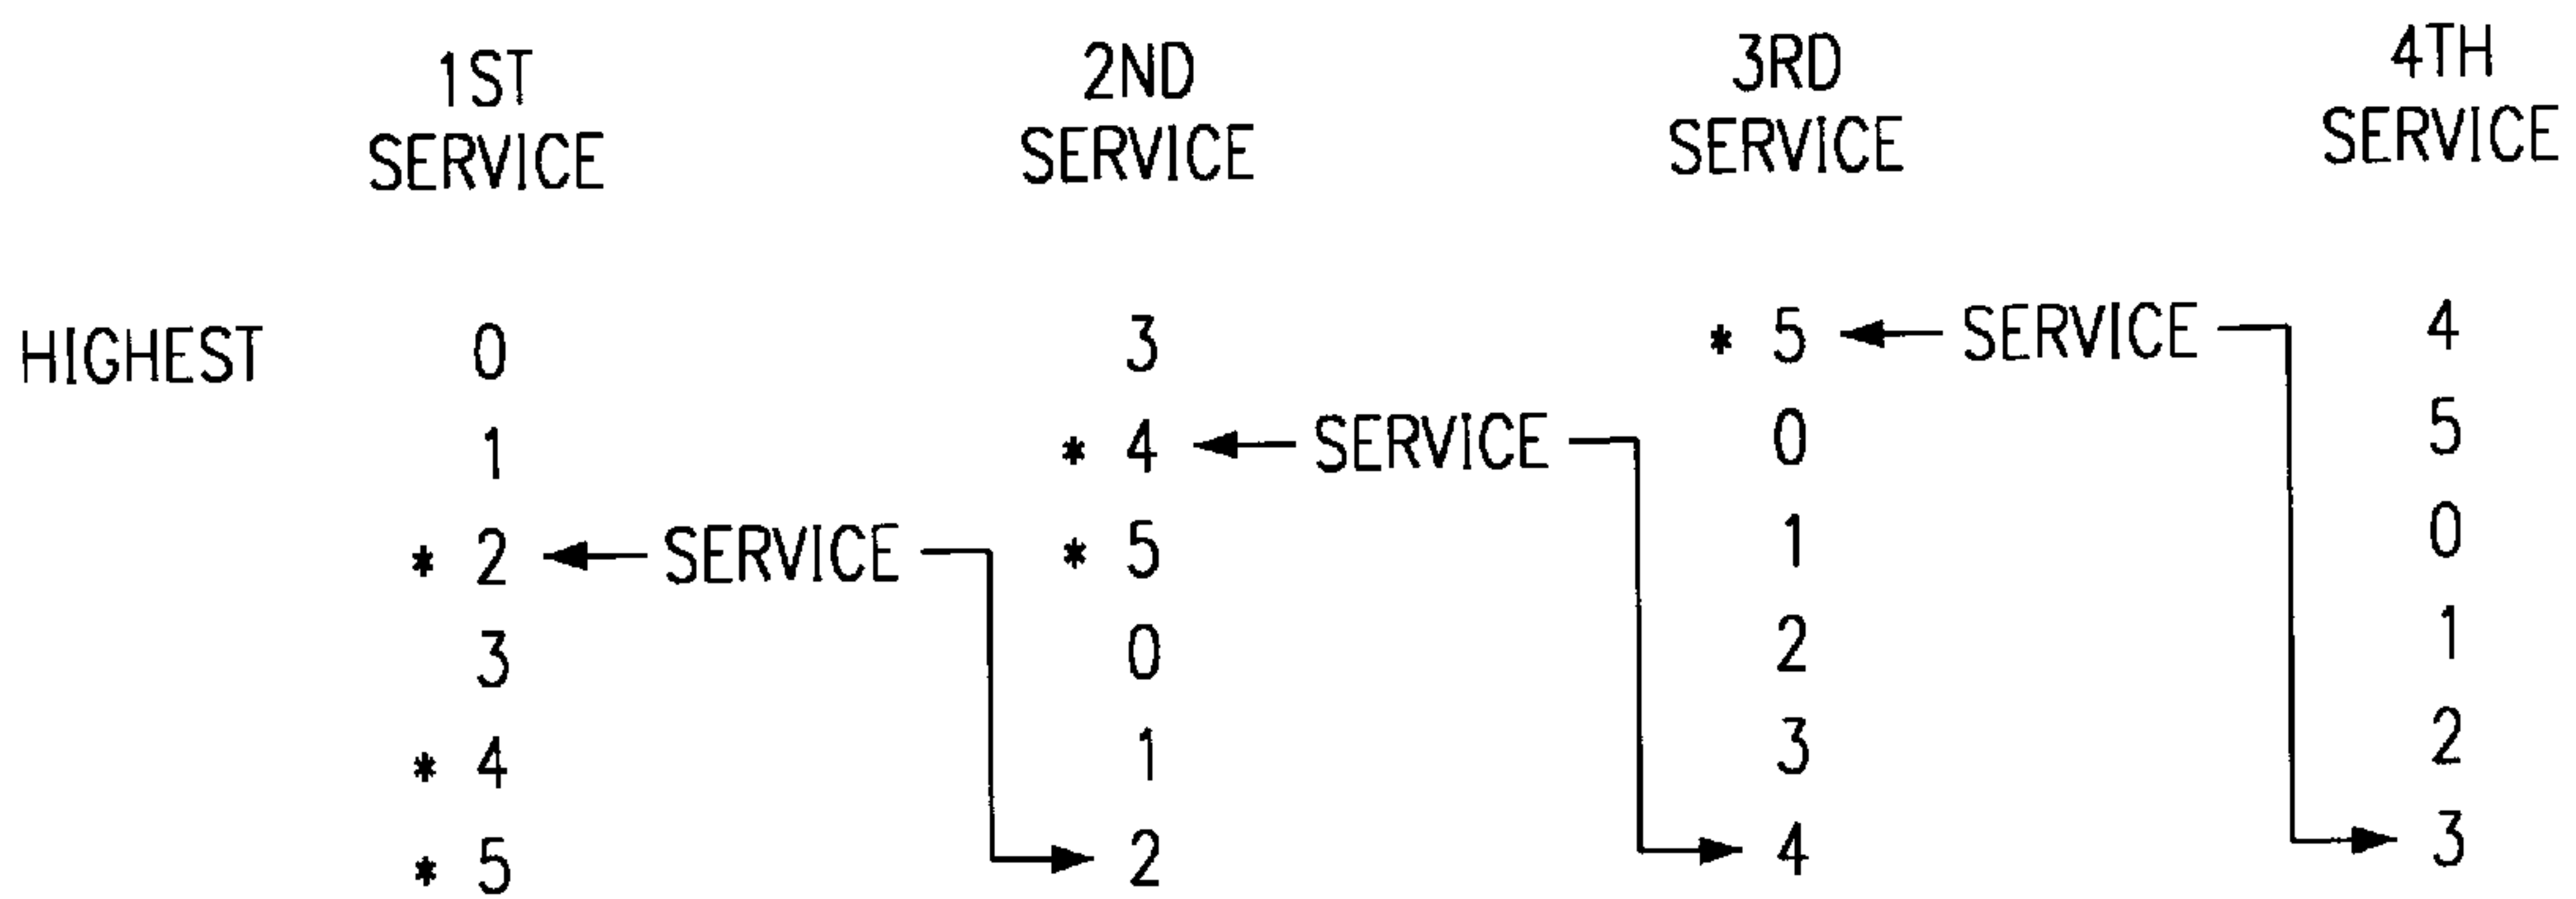 1ST SERVICE 2ND SERVICE 3RD SERVICE 4TH SERVICE
HIGHEST 0 3 * 5 SERVICE 4
1 * 4 SERVICE 0 5
* 2 SERVICE * 5 1 0
3 0 2 1
* 4 1 3 2
* 5 2 4 3